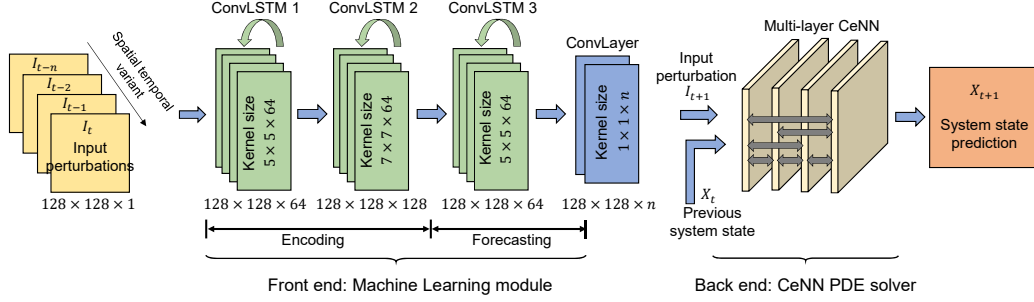 ConvLSTM 1
ConvLSTM 2
ConvLSTM 3
Multi-layer CeNN
Spatial temporal
variant
ConvLayer
I_{t−n}
I_{t−2}
I_{t−1}
I_t
Input
perturbations
128 × 128 × 1
Kernel size
5 × 5 × 64
128 × 128 × 64
Kernel size
7 × 7 × 64
128 × 128 × 128
Kernel size
5 × 5 × 64
128 × 128 × 64
Kernel size
1 × 1 × n
128 × 128 × n
Encoding
Forecasting
Front end: Machine Learning module
Input
perturbation
I_{t+1}
X_t
Previous
system state
Back end: CeNN PDE solver
X_{t+1}
System state
prediction